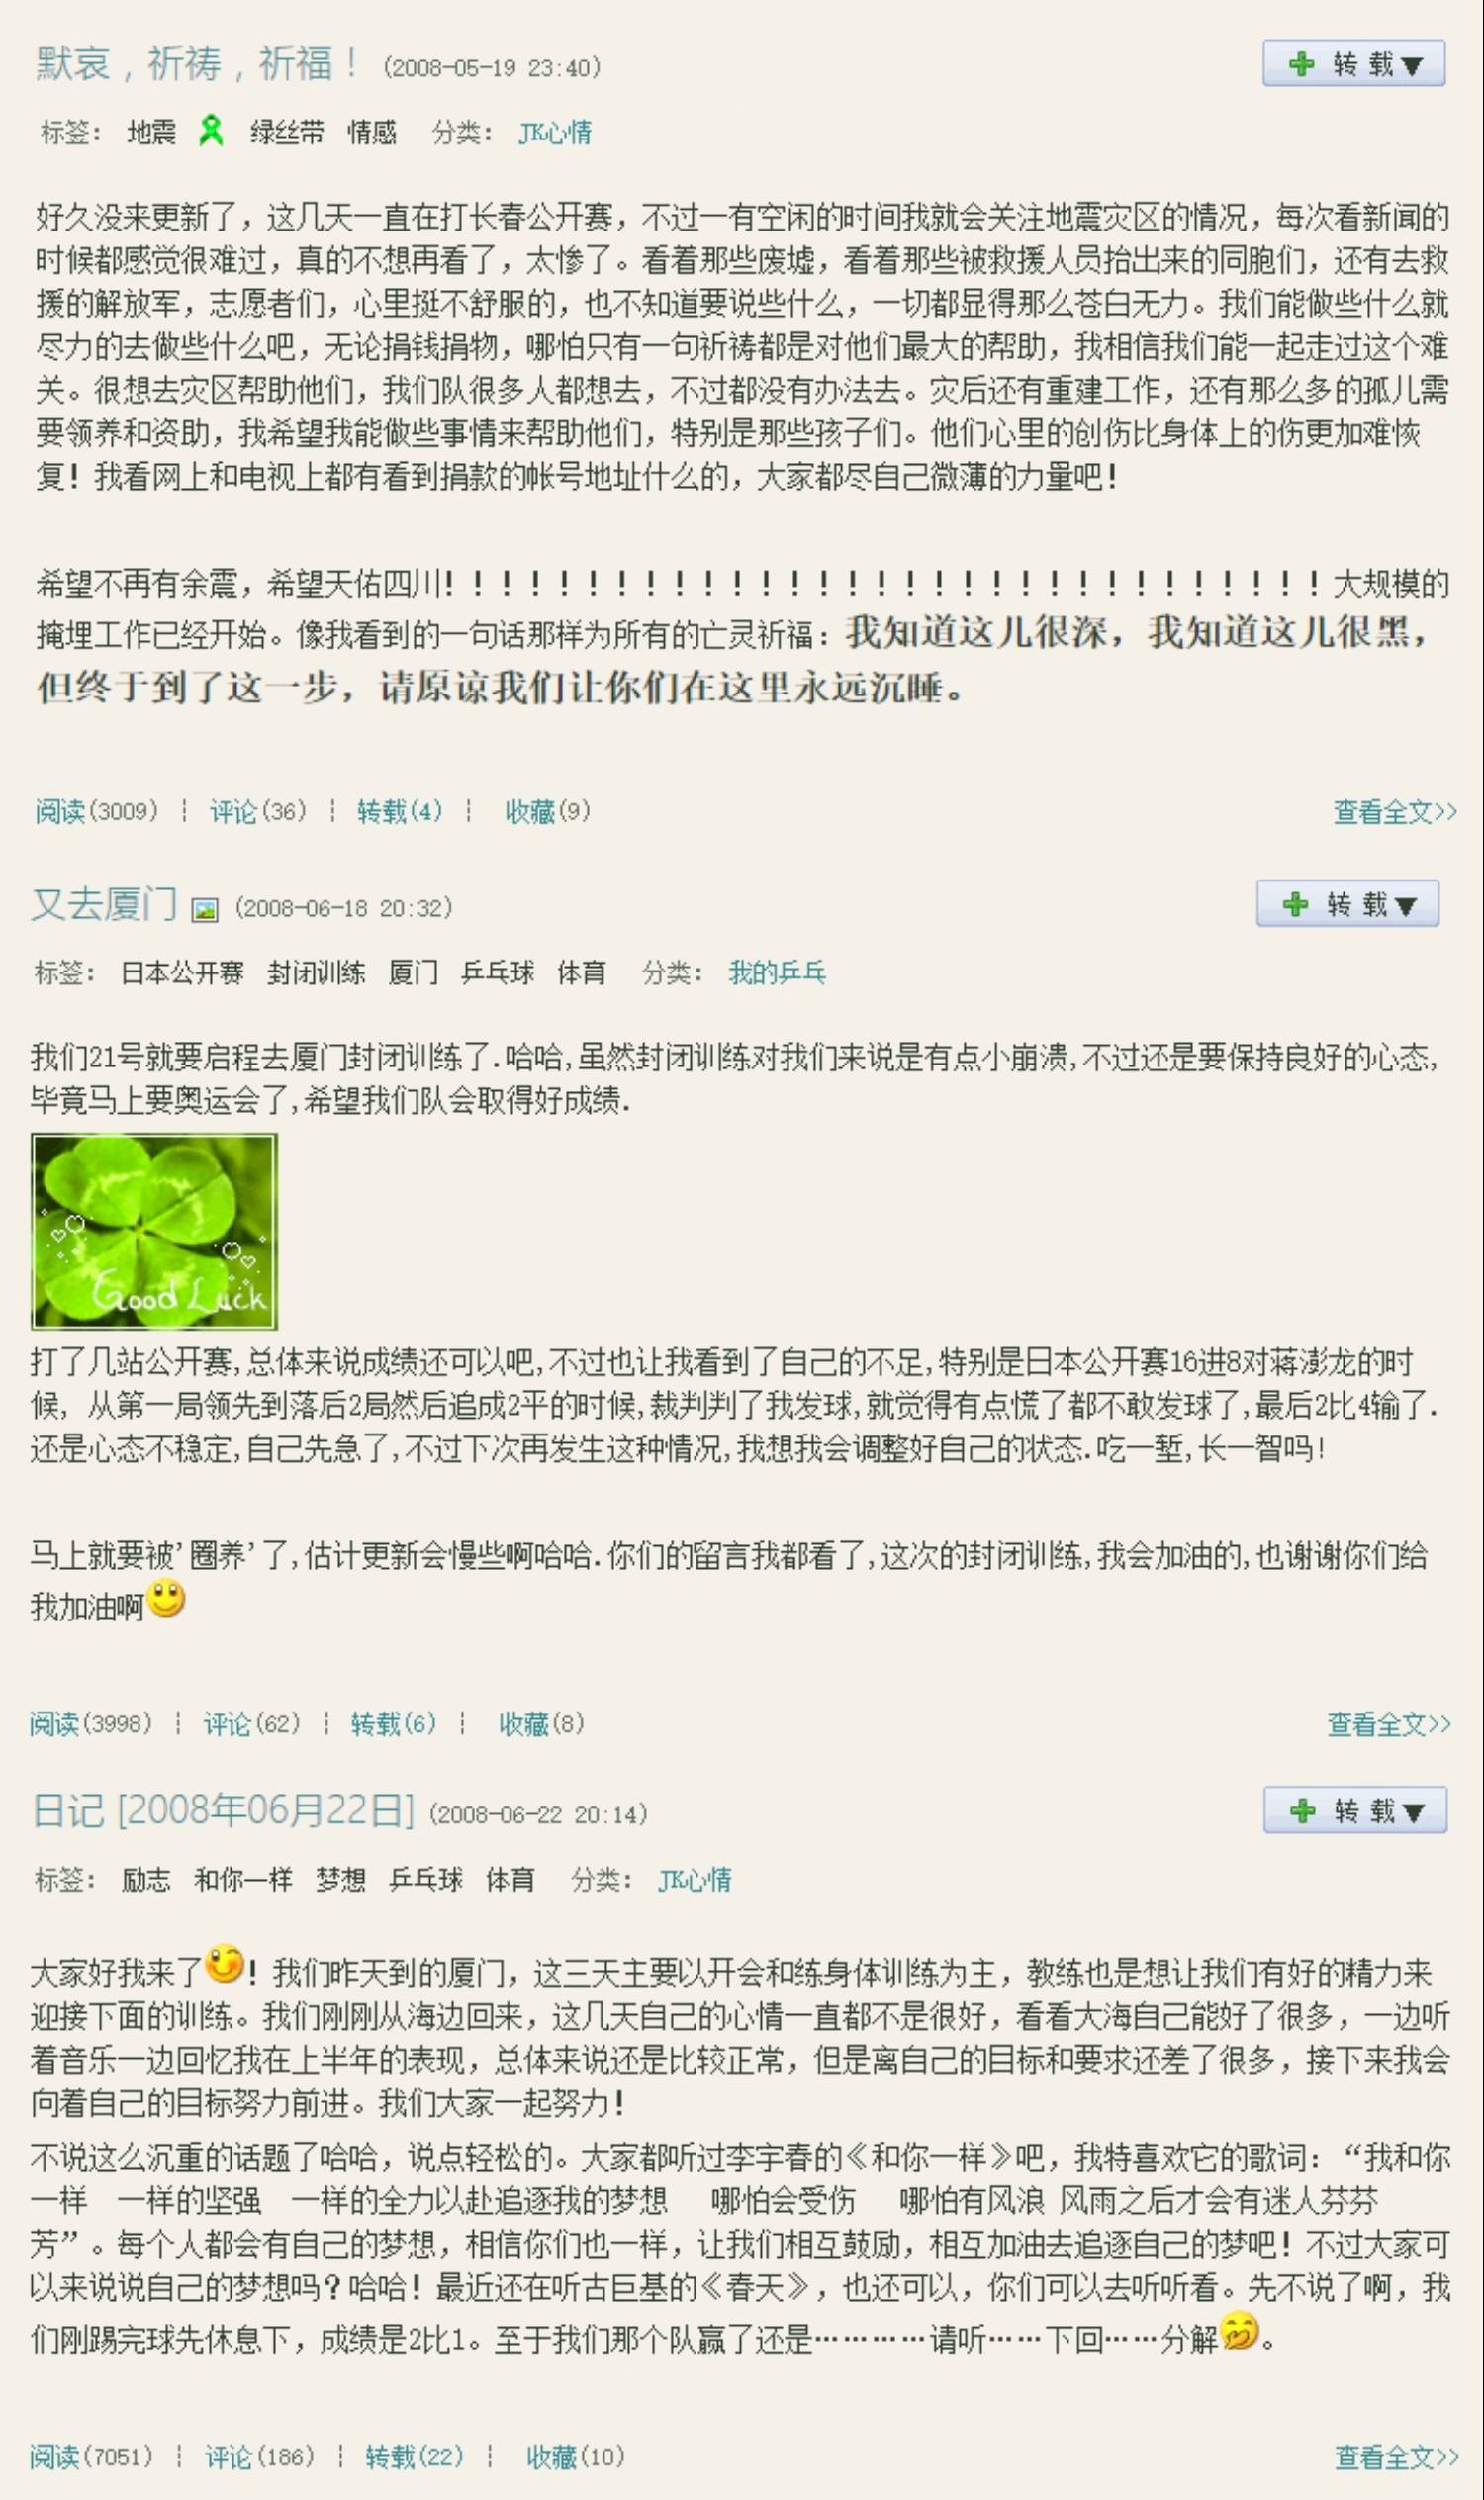 默哀，祈祷，祈福！ (2008-05-19 23:40)
转 载▼
标签： 地震 绿丝带 情感 分类： JK心情
好久没来更新了，这几天一直在打长春公开赛，不过一有空闲的时间我就会关注地震灾区的情况，每次看新闻的
时候都感觉很难过，真的不想再看了，太惨了。看着那些废墟，看着那些被救援人员抬出来的同胞们，还有去救
援的解放军，志愿者们，心里挺不舒服的，也不知道要说些什么，一切都显得那么苍白无力。我们能做些什么就
尽力的去做些什么吧，无论捐钱捐物，哪怕只有一句祈祷都是对他们最大的帮助，我相信我们能一起走过这个难
关。很想去灾区帮助他们，我们队很多人都想去，不过都没有办法去。灾后还有重建工作，还有那么多的孤儿需
要领养和资助，我希望我能做些事情来帮助他们，特别是那些孩子们。他们心里的创伤比身体上的伤更加难恢
复！我看网上和电视上都有看到捐款的帐号地址什么的，大家都尽自己微薄的力量吧！
希望不再有余震，希望天佑四川！！！！！！！！！！！！！！！！！！！！！！！！！！！！！！！大规模的
掩埋工作已经开始。像我看到的一句话那样为所有的亡灵祈福：我知道这儿很深，我知道这儿很黑，
但终于到了这一步，请原谅我们让你们在这里永远沉睡。
阅读(3009) ┆ 评论(36) ┆ 转载(4) ┆ 收藏(9)
查看全文>>
又去厦门 (2008-06-18 20:32)
转 载▼
标签： 日本公开赛 封闭训练 厦门 乒乓球 体育 分类： 我的乒乓
我们21号就要启程去厦门封闭训练了.哈哈,虽然封闭训练对我们来说是有点小崩溃,不过还是要保持良好的心态,
毕竟马上要奥运会了,希望我们队会取得好成绩.
Good Luck
打了几站公开赛,总体来说成绩还可以吧,不过也让我看到了自己的不足,特别是日本公开赛16进8对蒋澎龙的时
候，从第一局领先到落后2局然后追成2平的时候,裁判判了我发球,就觉得有点慌了都不敢发球了,最后2比4输了.
还是心态不稳定,自己先急了,不过下次再发生这种情况,我想我会调整好自己的状态.吃一堑,长一智吗!
马上就要被'圈养'了,估计更新会慢些啊哈哈.你们的留言我都看了,这次的封闭训练,我会加油的,也谢谢你们给
我加油啊
阅读(3998) ┆ 评论(62) ┆ 转载(6) ┆ 收藏(8)
查看全文>>
日记 [2008年06月22日] (2008-06-22 20:14)
转 载▼
标签： 励志 和你一样 梦想 乒乓球 体育 分类： JK心情
大家好我来了！我们昨天到的厦门，这三天主要以开会和练身体训练为主，教练也是想让我们有好的精力来
迎接下面的训练。我们刚刚从海边回来，这几天自己的心情一直都不是很好，看看大海自己能好了很多，一边听
着音乐一边回忆我在上半年的表现，总体来说还是比较正常，但是离自己的目标和要求还差了很多，接下来我会
向着自己的目标努力前进。我们大家一起努力！
不说这么沉重的话题了哈哈，说点轻松的。大家都听过李宇春的《和你一样》吧，我特喜欢它的歌词：“我和你
一样 一样的坚强 一样的全力以赴追逐我的梦想 哪怕会受伤 哪怕有风浪 风雨之后才会有迷人芬芬
芳”。每个人都会有自己的梦想，相信你们也一样，让我们相互鼓励，相互加油去追逐自己的梦吧！不过大家可
以来说说自己的梦想吗？哈哈！最近还在听古巨基的《春天》，也还可以，你们可以去听听看。先不说了啊，我
们刚踢完球先休息下，成绩是2比1。至于我们那个队赢了还是…………请听……下回……分解。
阅读(7051) ┆ 评论(186) ┆ 转载(22) ┆ 收藏(10)
查看全文>>